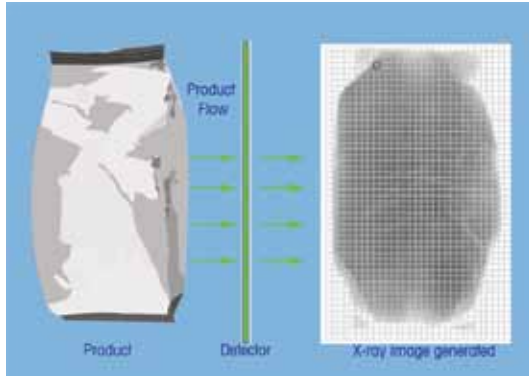 Product
Flow
Product
Detector
X-ray image generated